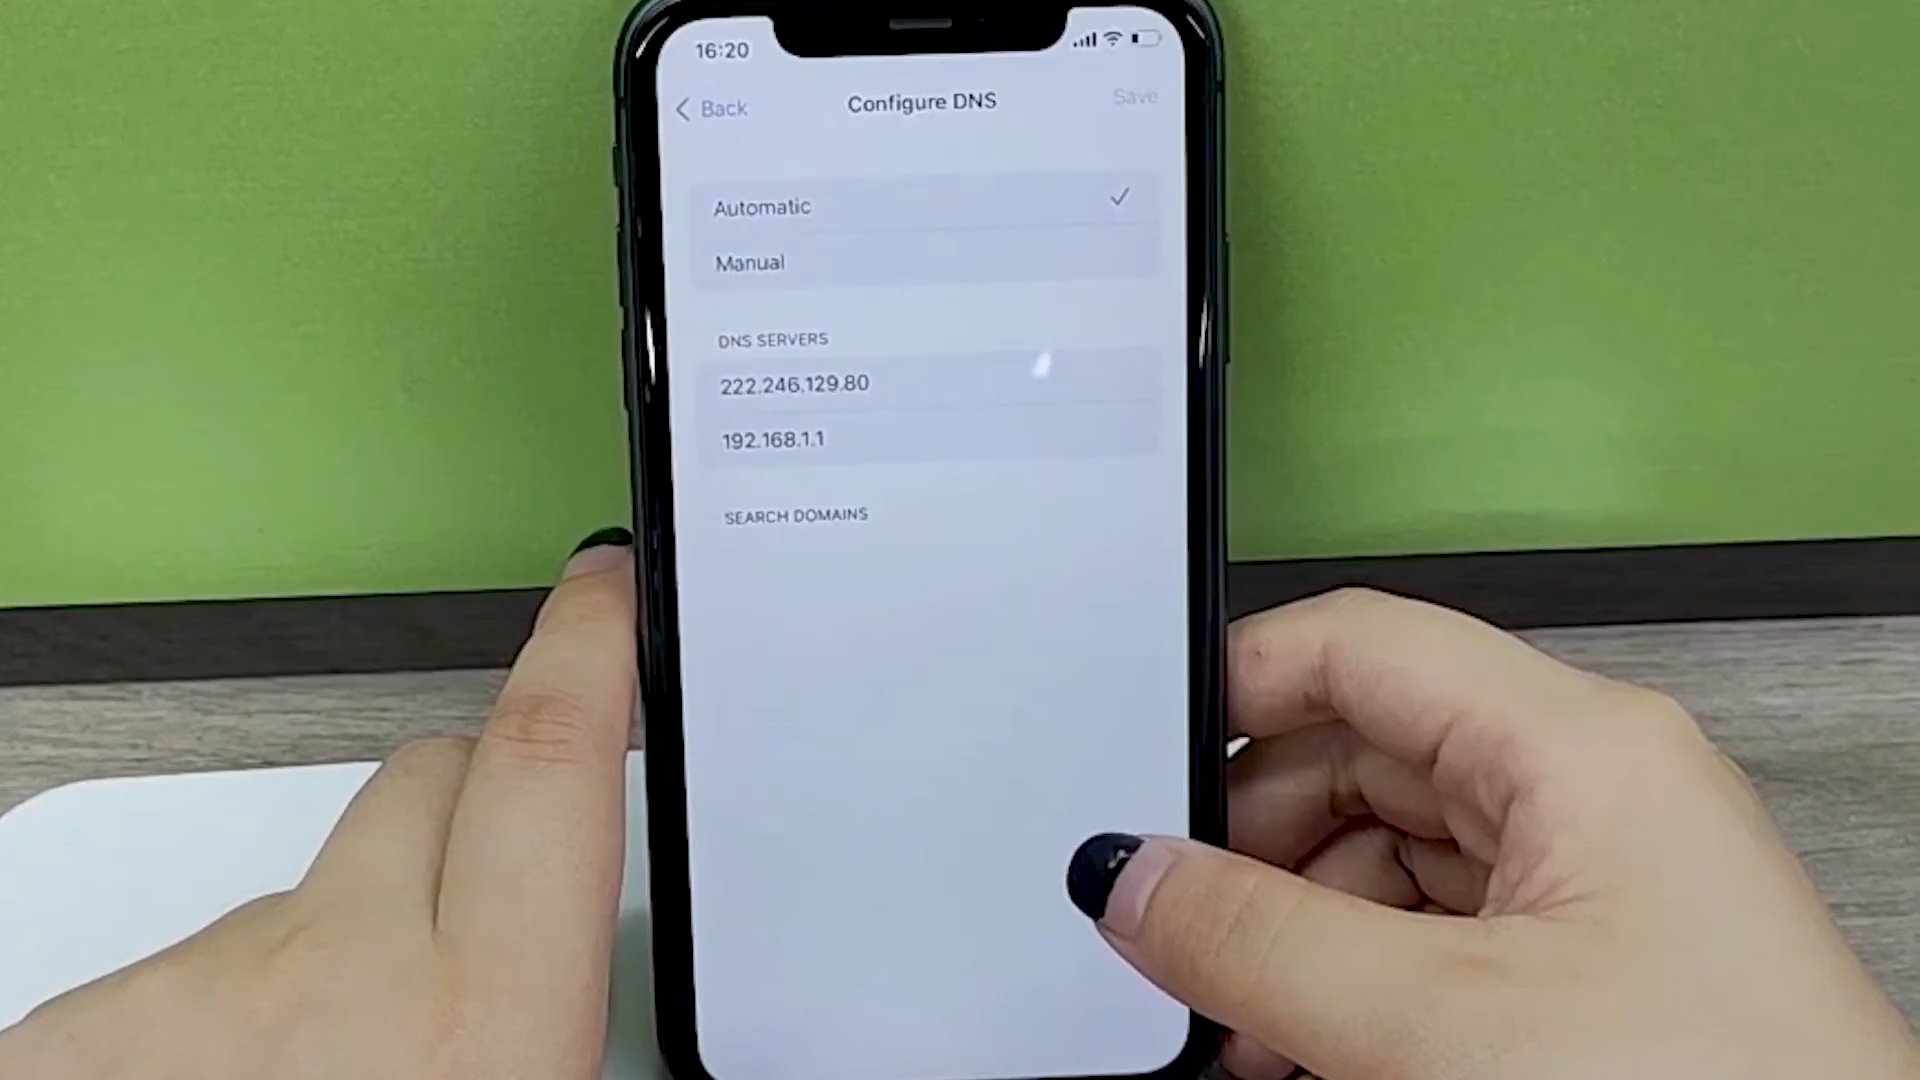 16:20
Back
Configure DNS
Save
Automatic
Manual
DNS SERVERS
222.246.129.80
192.168.1.1
SEARCH DOMAINS